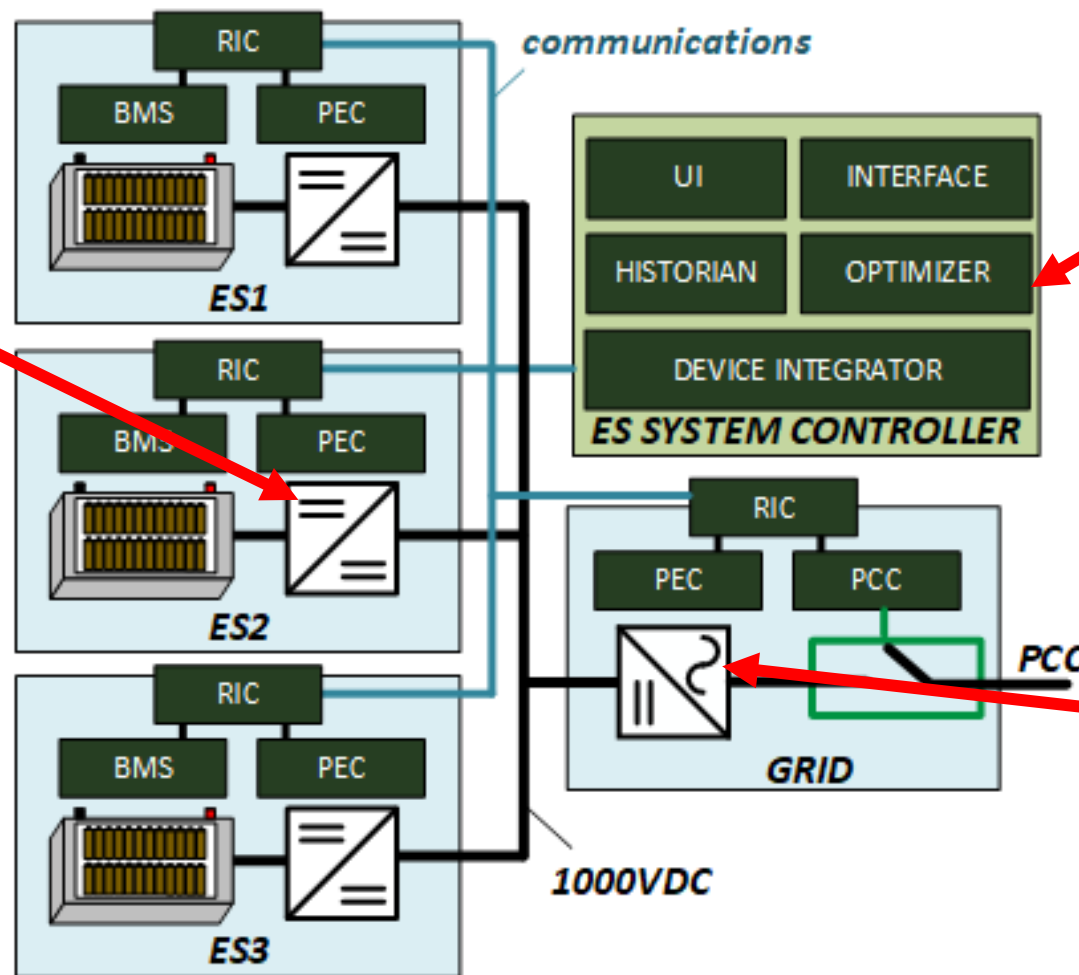 RIC
communications
BMS PEC
ES1
UI INTERFACE
HISTORIAN OPTIMIZER
DEVICE INTEGRATOR
ES SYSTEM CONTROLLER
RIC
BMS PEC
ES2
RIC
PEC PCC
PCC
GRID
RIC
BMS PEC
ES3
1000VDC